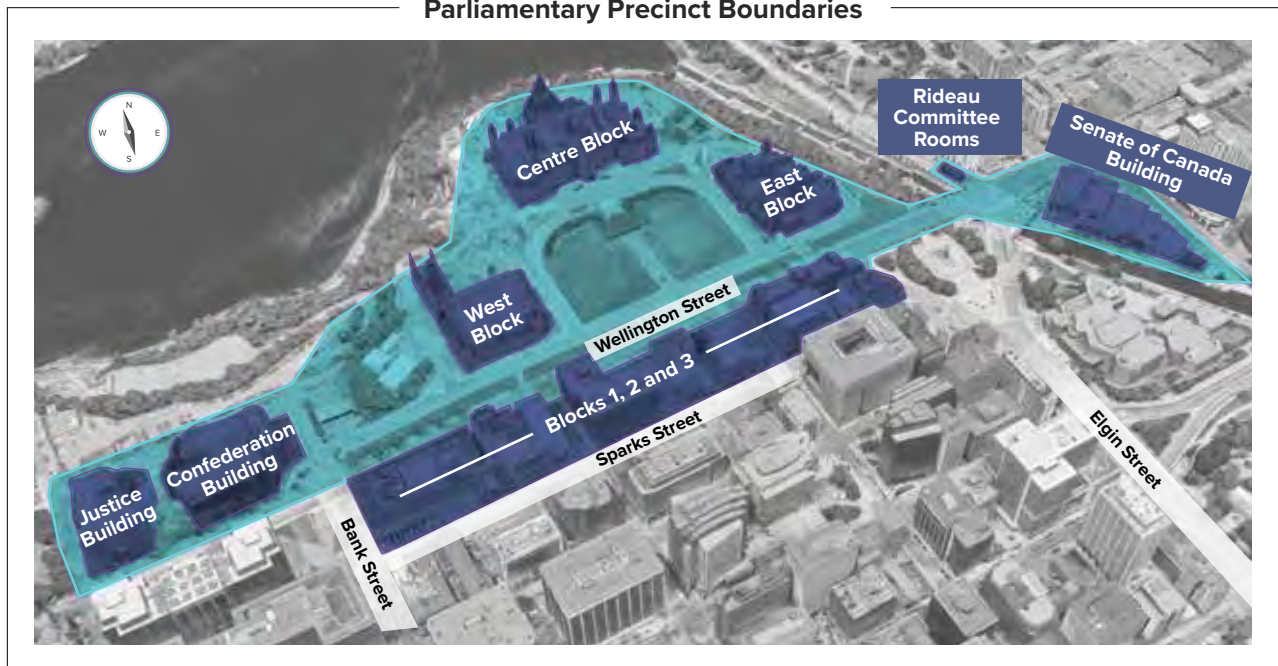 Parliamentary Precinct Boundaries
N
W E
S
Rideau
Committee
Rooms
Senate of Canada
Building
Centre Block
East
Block
West
Block
Wellington Street
Blocks 1, 2 and 3
Sparks Street
Elgin Street
Confederation
Building
Justice
Building
Bank Street